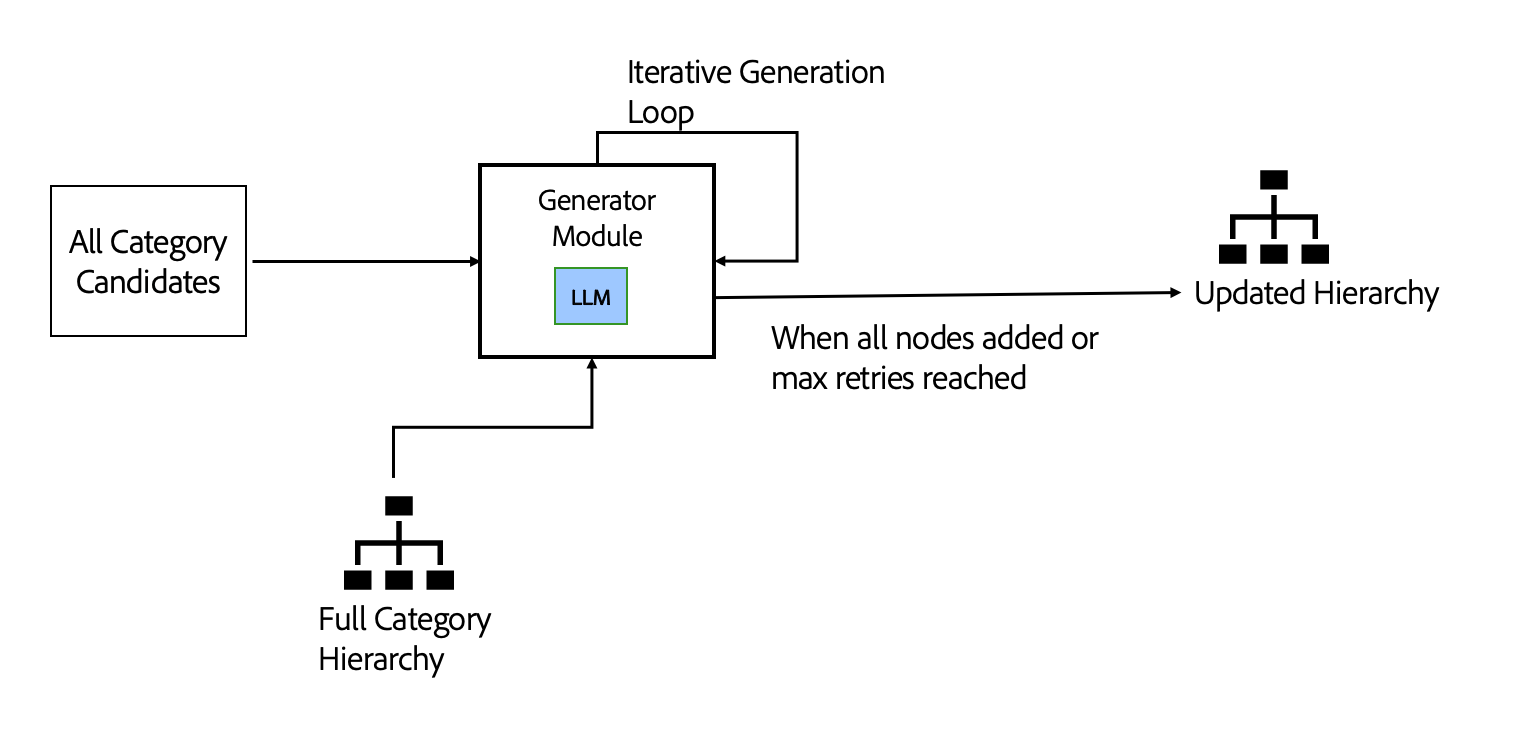 Iterative Generation
Loop
Generator
Module
LLM
All Category
Candidates
Updated Hierarchy
When all nodes added or
max retries reached
Full Category
Hierarchy